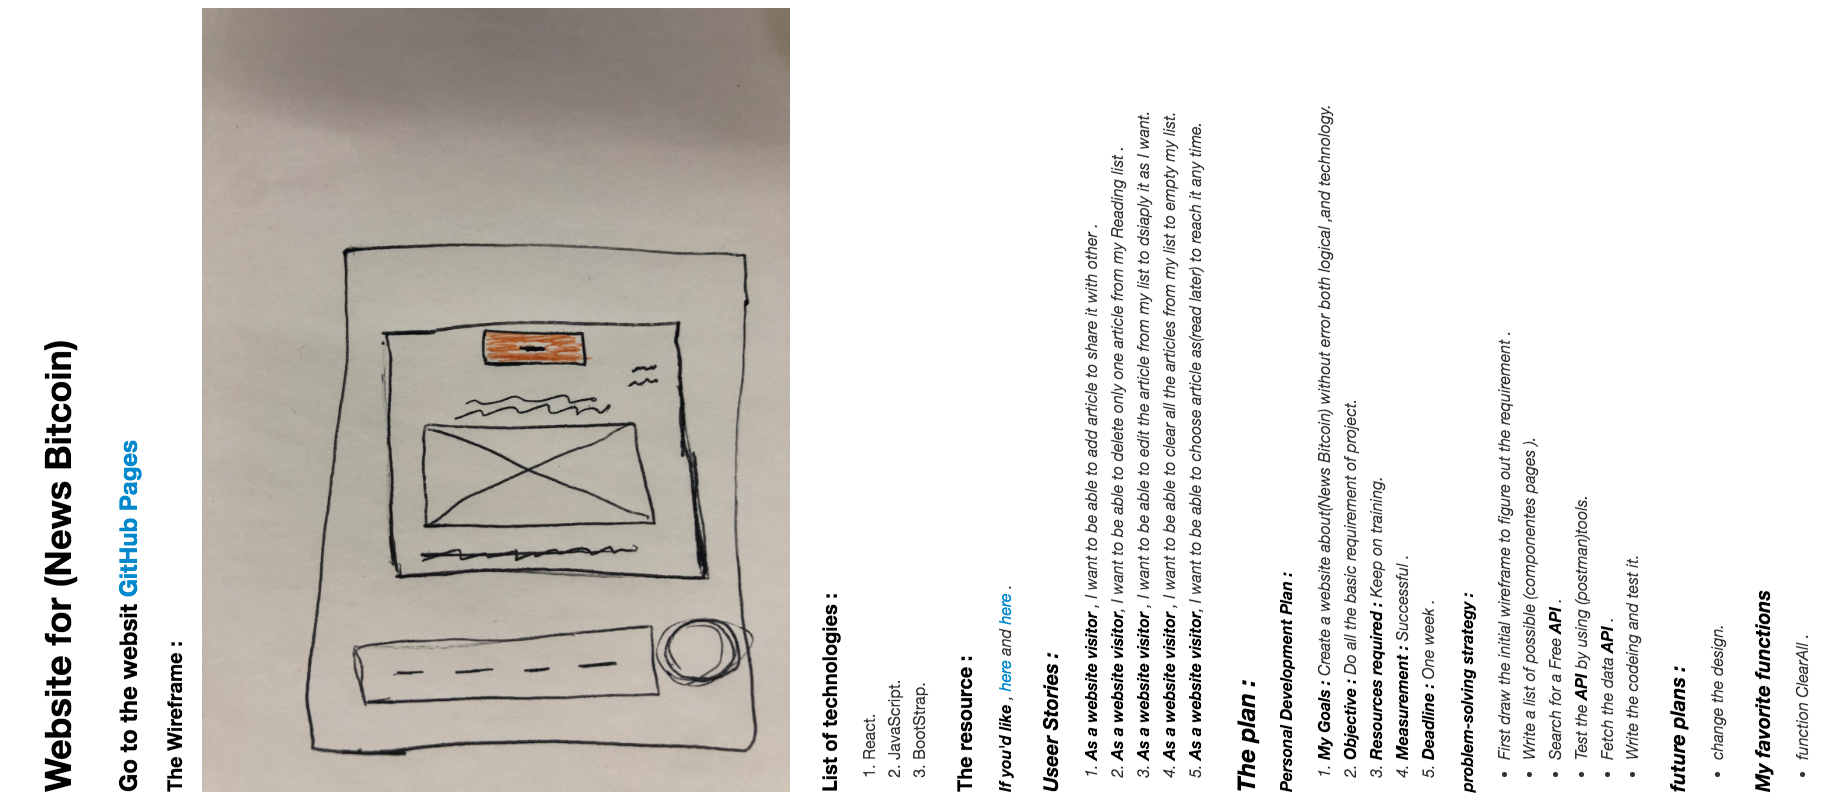 Website for (News Bitcoin)
Go to the websit GitHub Pages
The Wireframe :
List of technologies :
1. React.
2. JavaScript.
3. BootStrap.
The resource :
If you'd like , here and here .
Useer Stories :
1. As a website visitor , I want to be able to add article to share it with other .
2. As a website visitor, I want to be able to delete only one article from my Reading list .
3. As a website visitor , I want to be able to edit the article from my list to dsiaply it as I want.
4. As a website visitor , I want to be able to clear all the articles from my list to empty my list.
5. As a website visitor, I want to be able to choose article as(read later) to reach it any time.
The plan :
Personal Development Plan :
1. My Goals : Create a website about(News Bitcoin) without error both logical ,and technology.
2. Objective : Do all the basic requirement of project.
3. Resources required : Keep on training.
4. Measurement : Successful .
5. Deadline : One week .
problem-solving strategy :
• First draw the initial wireframe to figure out the requirement .
• Write a list of possible (componentes pages ).
• Search for a Free API .
• Test the API by using (postman)tools.
• Fetch the data API .
• Write the codeing and test it.
future plans :
• change the design.
My favorite functions
• function ClearAll .